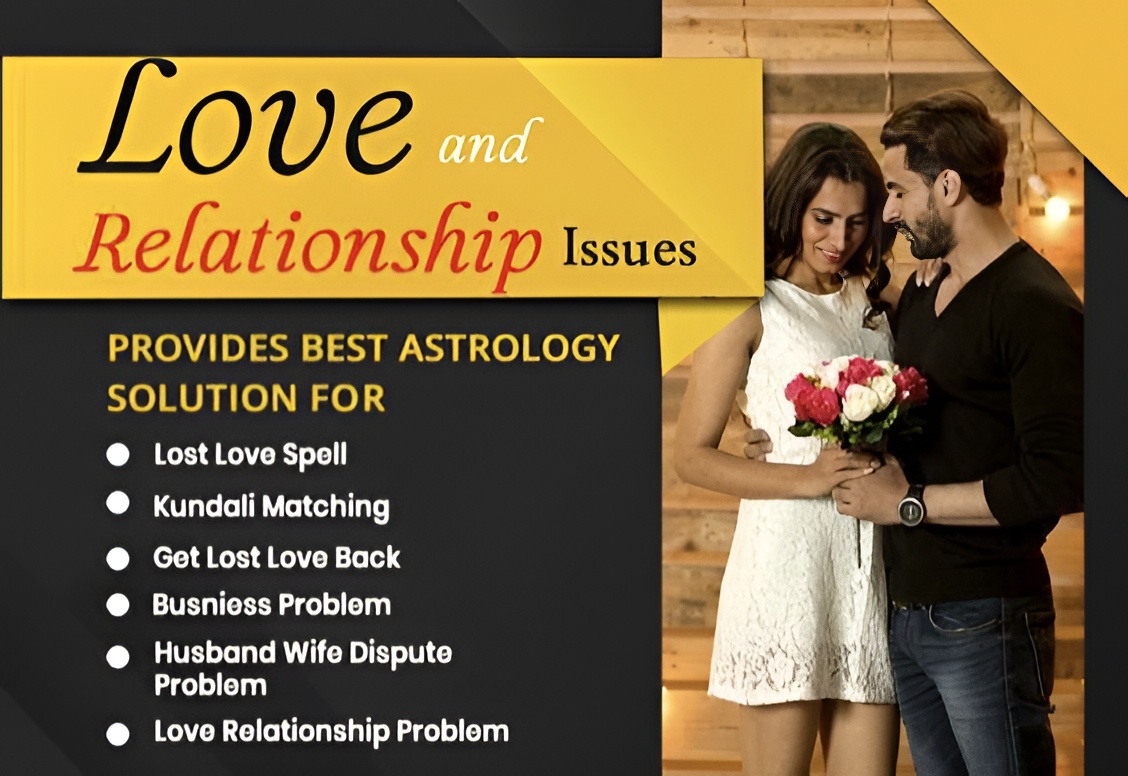 Love and
Relationship Issues
PROVIDES BEST ASTROLOGY
SOLUTION FOR
Lost Love Spell
Kundali Matching
Get Lost Love Back
Busniess Problem
Husband Wife Dispute
Problem
Love Relationship Problem